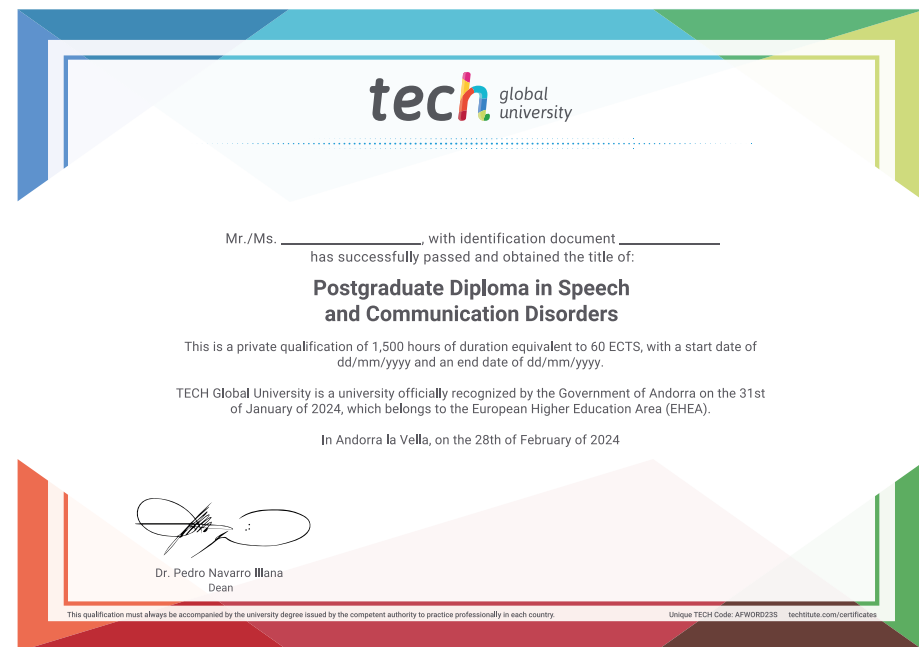 tech global
university
Mr./Ms. ____________________, with identification document ______________
has successfully passed and obtained the title of:
Postgraduate Diploma in Speech
and Communication Disorders
This is a private qualification of 1,500 hours of duration equivalent to 60 ECTS, with a start date of
dd/mm/yyyy and an end date of dd/mm/yyyy.
TECH Global University is a university officially recognized by the Government of Andorra on the 31st
of January of 2024, which belongs to the European Higher Education Area (EHEA).
In Andorra la Vella, on the 28th of February of 2024
Dr. Pedro Navarro Illana
Dean
This qualification must always be accompanied by the university degree issued by the competent authority to practice professionally in each country.
Unique TECH Code: AFWORD23S techtitute.com/certificates